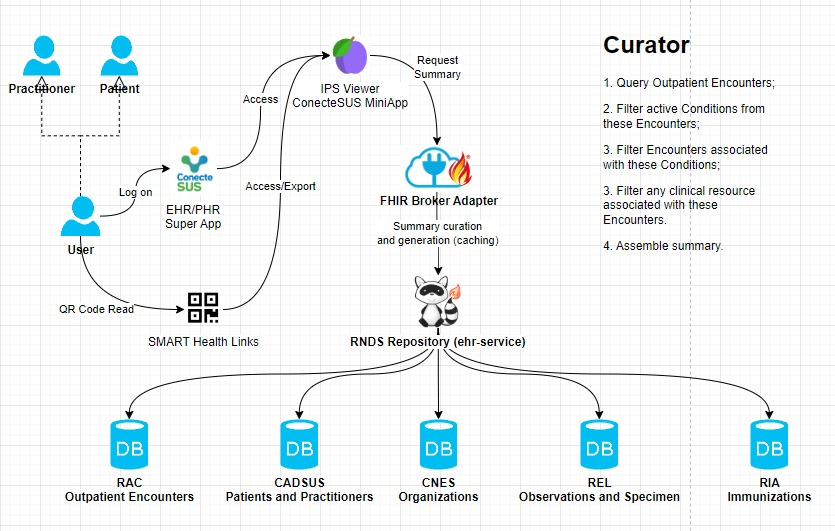 Curator
1. Query Outpatient Encounters;
2. Filter active Conditions from
these Encounters;
3. Filter Encounters associated
with these Conditions;
3. Filter any clinical resource
associated with these
Encounters.
4. Assemble summary.
Practitioner
Patient
IPS Viewer
ConecteSUS MiniApp
Request
Summary
Access
Conecte
SUS
Log on
EHR/PHR
Super App
Access/Export
FHIR Broker Adapter
Summary curation
and generation (caching)
User
QR Code Read
SMART Health Links
RNDS Repository (ehr-service)
DB
RAC
Outpatient Encounters
DB
CADSUS
Patients and Practitioners
DB
CNES
Organizations
DB
REL
Observations and Specimen
DB
RIA
Immunizations